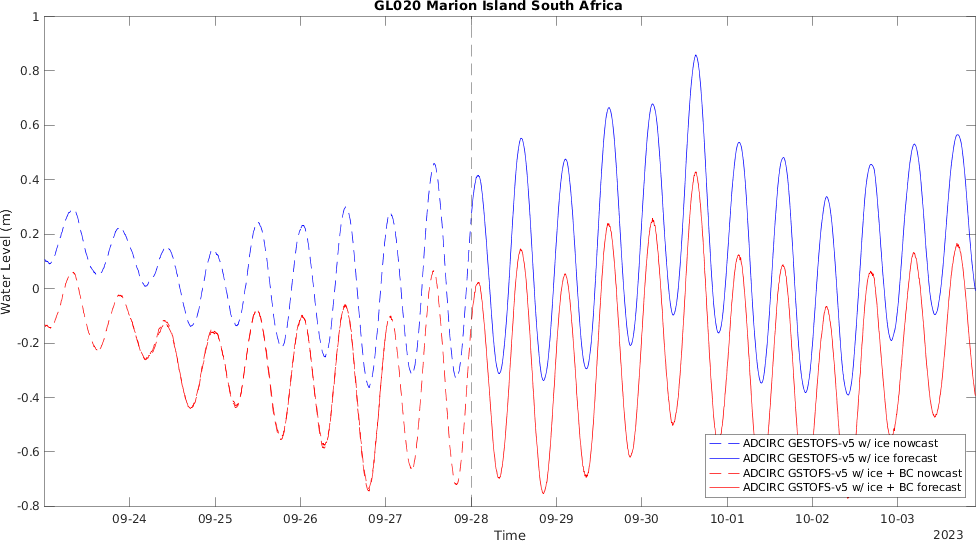 GL020 Marion Island South Africa
1
0.8
0.6
0.4
0.2
0
-0.2
-0.4
-0.6
-0.8
Water Level (m)
ADCIRC GESTOFS-v5 w/ ice nowcast
ADCIRC GESTOFS-v5 w/ ice forecast
ADCIRC GSTOFS-v5 w/ ice + BC nowcast
ADCIRC GSTOFS-v5 w/ ice + BC forecast
09-24 09-25 09-26 09-27 09-28 09-29 09-30 10-01 10-02 10-03
Time
2023